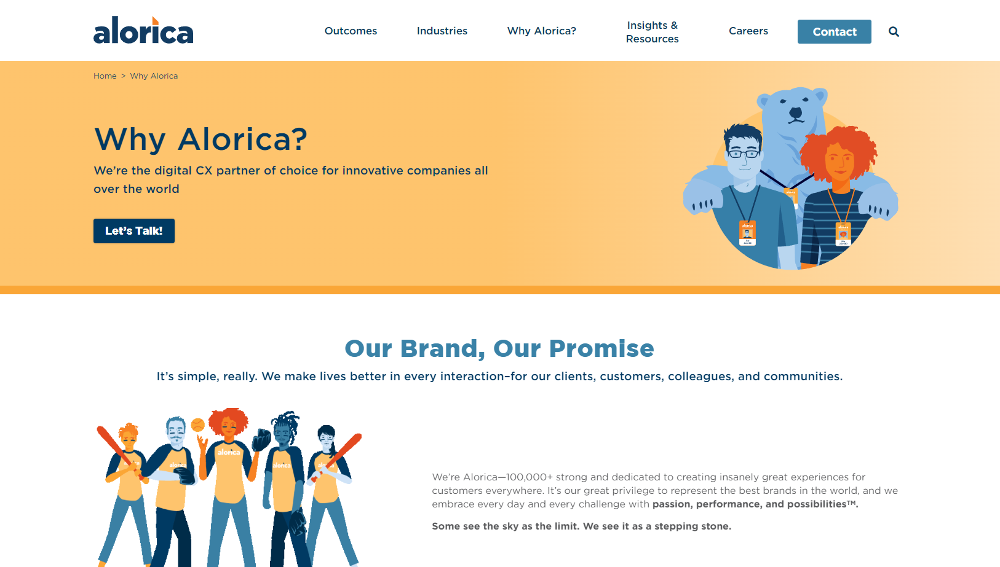 alorica
Outcomes
Industries
Why Alorica?
Insights &
Resources
Careers
Contact
Home > Why Alorica
Why Alorica?
We're the digital CX partner of choice for innovative companies all
over the world
Let's Talk!
alorica
alorica
alorica
Our Brand, Our Promise
It's simple, really. We make lives better in every interaction–for our clients, customers, colleagues, and communities.
alorica
alorica
alorica
We're Alorica—100,000+ strong and dedicated to creating insanely great experiences for
customers everywhere. It's our great privilege to represent the best brands in the world, and we
embrace every day and every challenge with passion, performance, and possibilities™.
Some see the sky as the limit. We see it as a stepping stone.